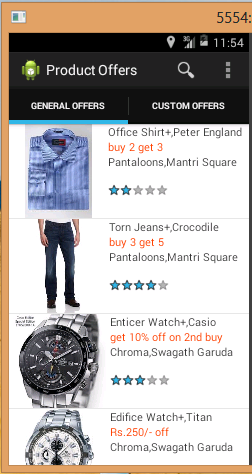 5554:
11:54
Product Offers
GENERAL OFFERS
CUSTOM OFFERS
Office Shirt+,Peter England
buy 2 get 3
Pantaloons,Mantri Square
Torn Jeans+,Crocodile
buy 3 get 5
Pantaloons,Mantri Square
Enticer Watch+,Casio
get 10% off on 2nd buy
Chroma,Swagath Garuda
Edifice Watch+,Titan
Rs.250/- off
Chroma,Swagath Garuda